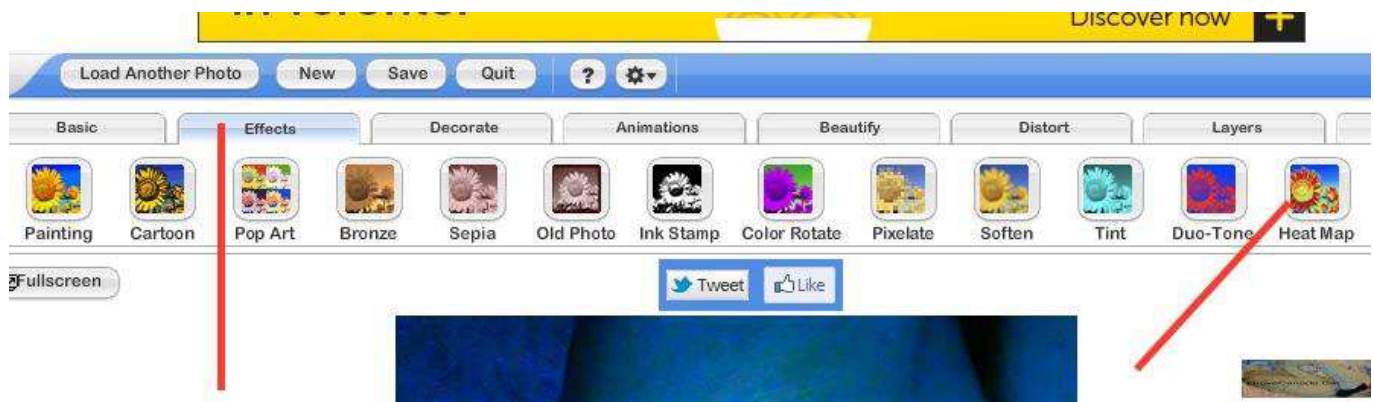 Discover now
Load Another Photo New Save Quit ?
Basic Effects Decorate Animations Beautify Distort Layers
Painting Cartoon Pop Art Bronze Sepia Old Photo Ink Stamp Color Rotate Pixelate Soften Tint Duo-Tone Heat Map
Fullscreen
Tweet Like